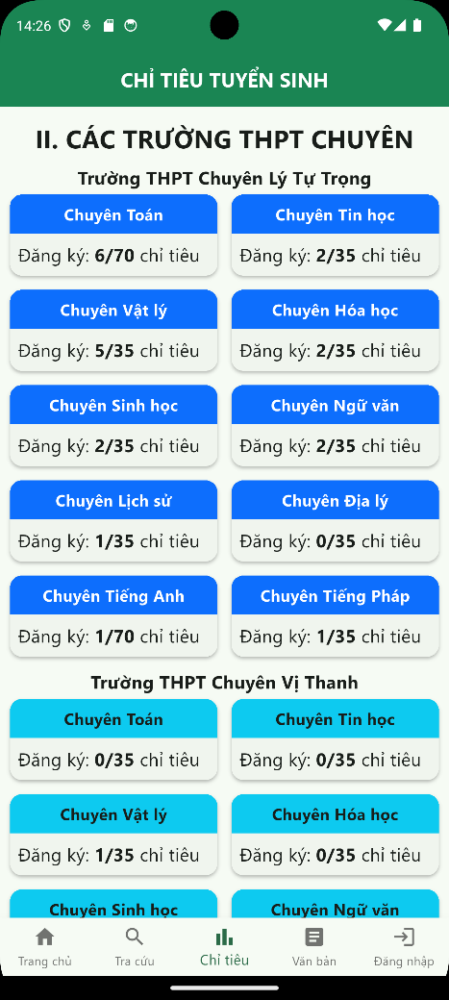 14:26
CHỈ TIÊU TUYỂN SINH
II. CÁC TRƯỜNG THPT CHUYÊN
Trường THPT Chuyên Lý Tự Trọng
Chuyên Toán
Đăng ký: 6/70 chỉ tiêu
Chuyên Tin học
Đăng ký: 2/35 chỉ tiêu
Chuyên Vật lý
Đăng ký: 5/35 chỉ tiêu
Chuyên Hóa học
Đăng ký: 2/35 chỉ tiêu
Chuyên Sinh học
Đăng ký: 2/35 chỉ tiêu
Chuyên Ngữ văn
Đăng ký: 2/35 chỉ tiêu
Chuyên Lịch sử
Đăng ký: 1/35 chỉ tiêu
Chuyên Địa lý
Đăng ký: 0/35 chỉ tiêu
Chuyên Tiếng Anh
Đăng ký: 1/70 chỉ tiêu
Chuyên Tiếng Pháp
Đăng ký: 1/35 chỉ tiêu
Trường THPT Chuyên Vị Thanh
Chuyên Toán
Đăng ký: 0/35 chỉ tiêu
Chuyên Tin học
Đăng ký: 0/35 chỉ tiêu
Chuyên Vật lý
Đăng ký: 1/35 chỉ tiêu
Chuyên Hóa học
Đăng ký: 0/35 chỉ tiêu
Chuyên Sinh học
Chuyên Ngữ văn
Trang chủ
Tra cứu
Chỉ tiêu
Văn bản
Đăng nhập